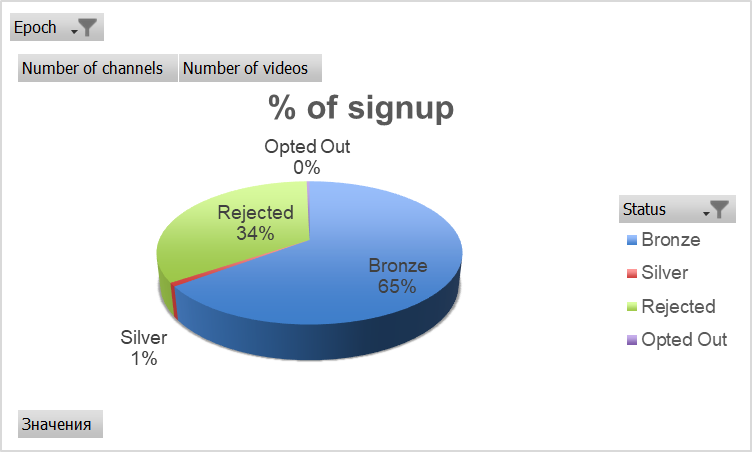 Epoch
Number of channels
Number of videos
% of signup
Opted Out
0%
Rejected
34%
Bronze
65%
Silver
1%
Status
Bronze
Silver
Rejected
Opted Out
Значения